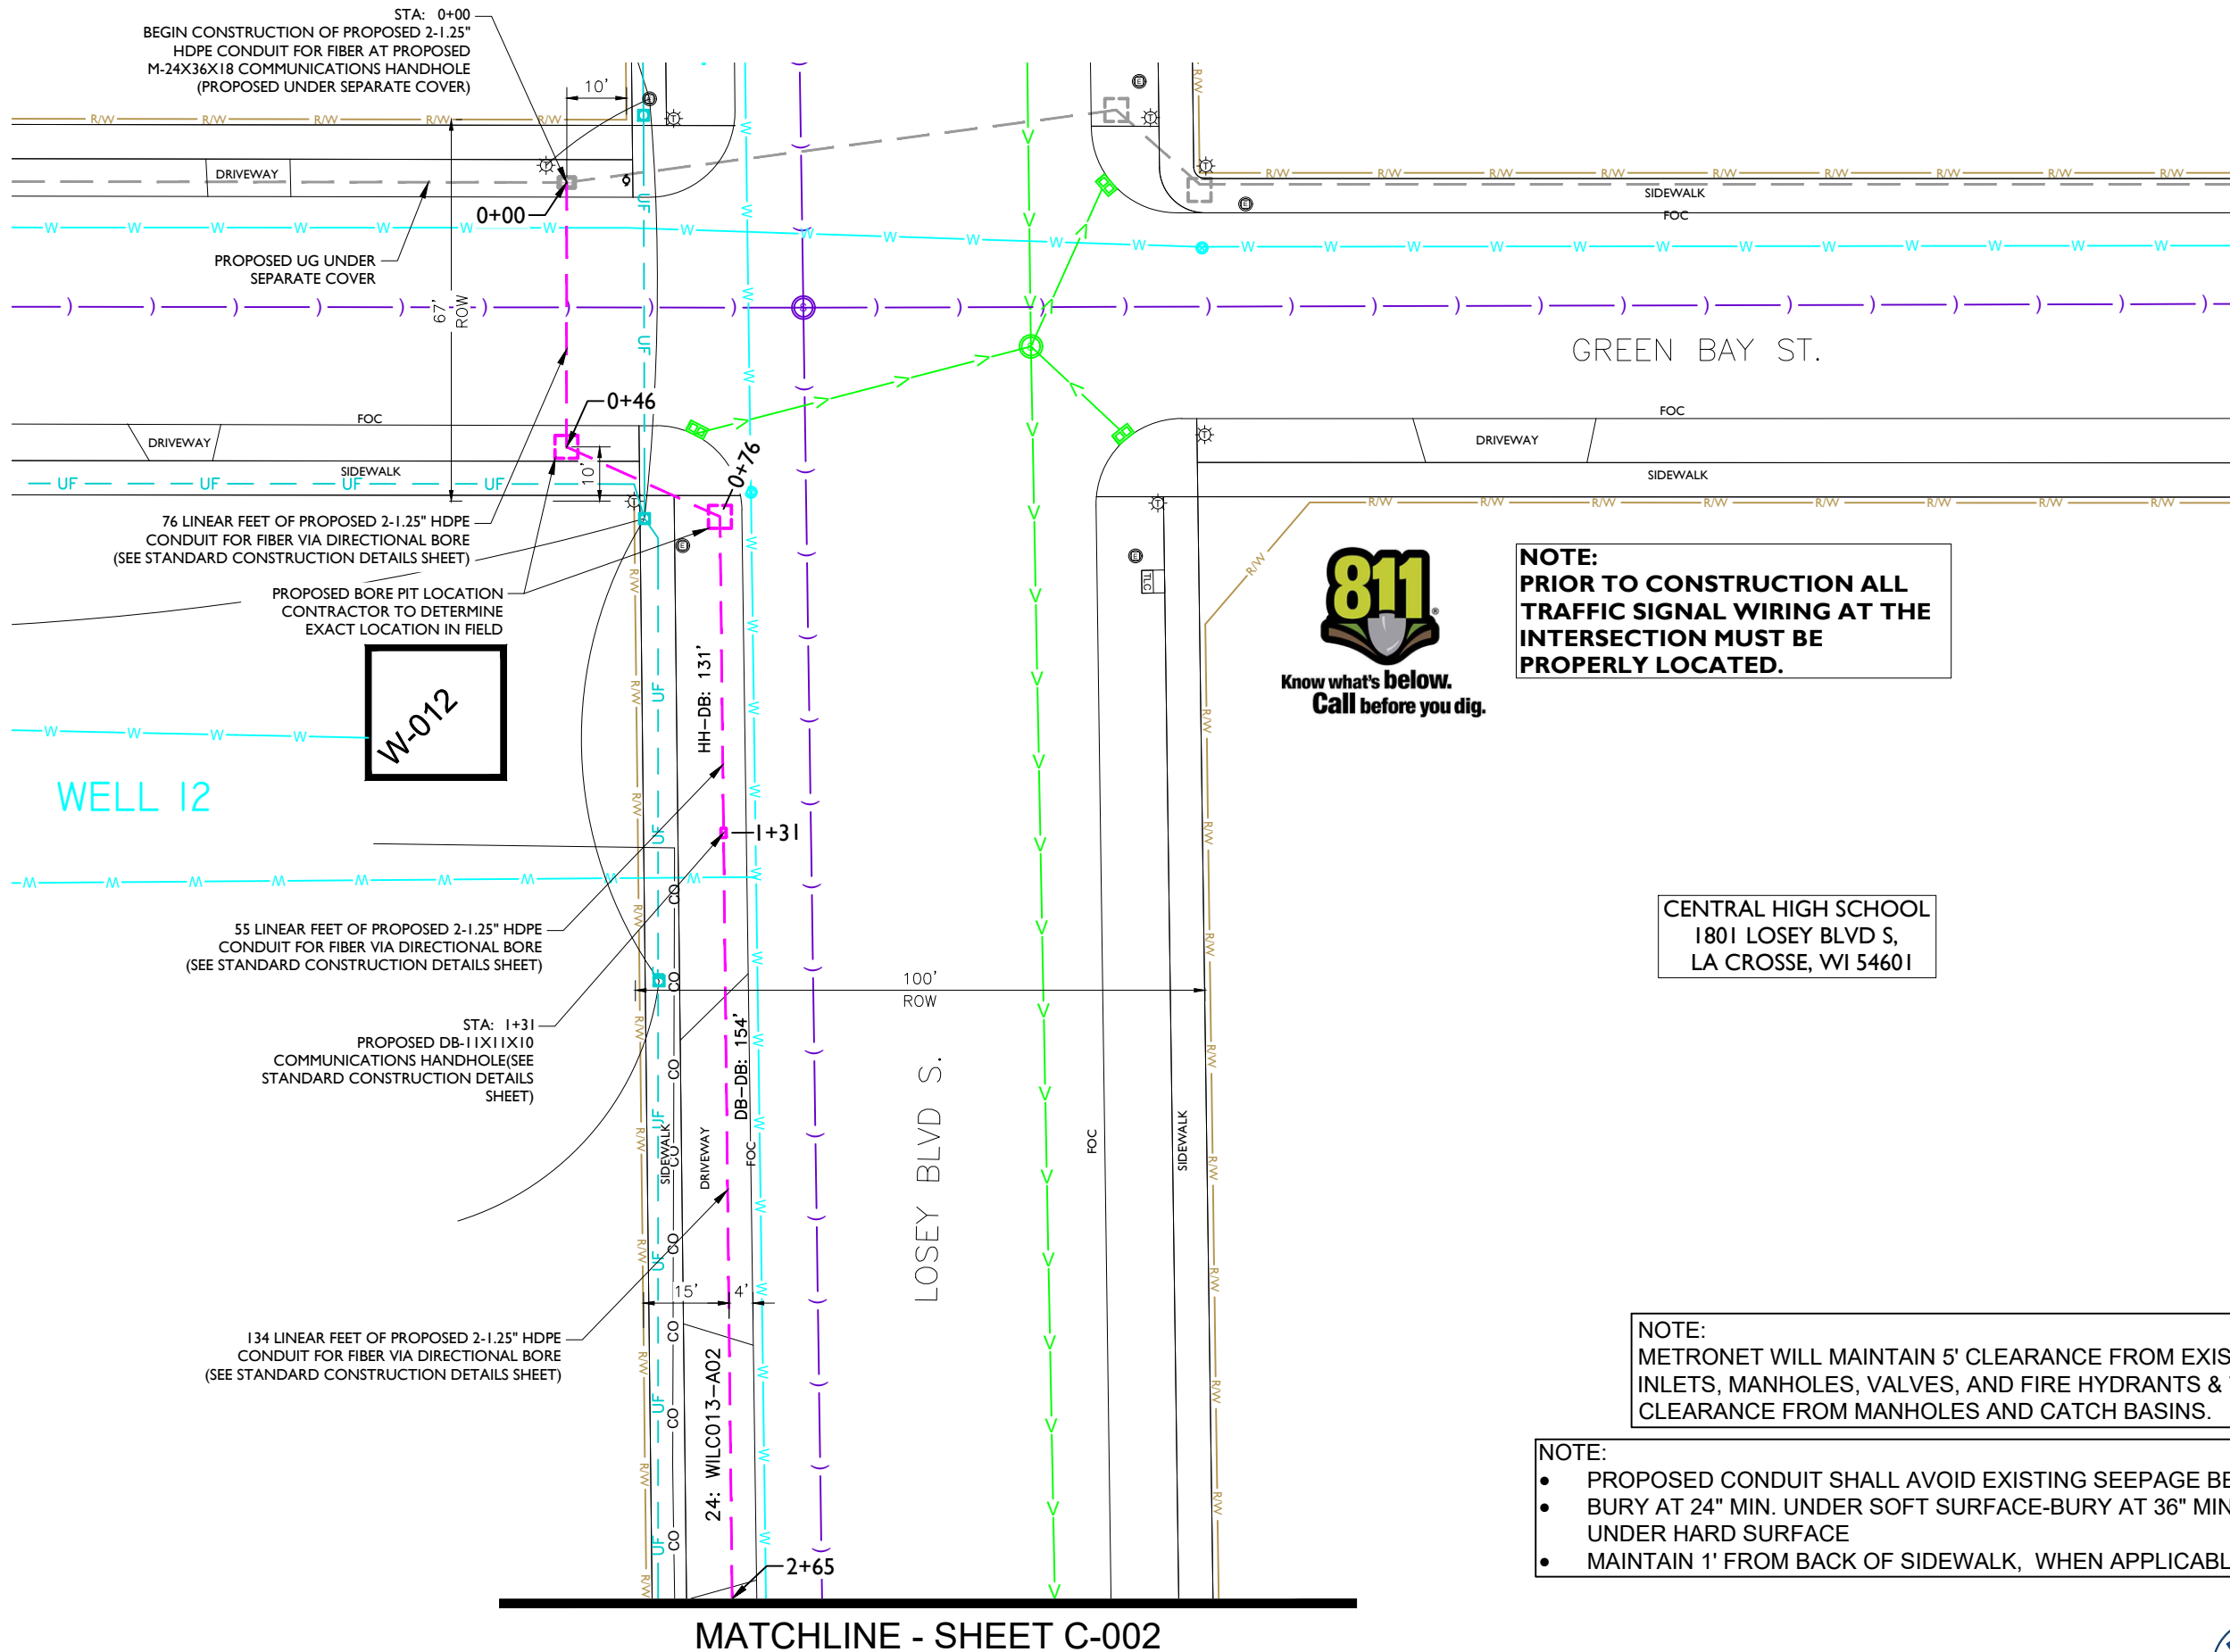 STA: 0+00
BEGIN CONSTRUCTION OF PROPOSED 2-1.25"
HDPE CONDUIT FOR FIBER AT PROPOSED
M-24X36X18 COMMUNICATIONS HANDHOLE
(PROPOSED UNDER SEPARATE COVER)
10'
R/W R/W R/W R/W R/W
DRIVEWAY
0+00
PROPOSED UG UNDER
SEPARATE COVER
67'
ROW
SIDEWALK
FOC
GREEN BAY ST.
0+46
FOC
DRIVEWAY
SIDEWALK
10'
0+76
UF UF UF UF
FOC
DRIVEWAY
SIDEWALK
76 LINEAR FEET OF PROPOSED 2-1.25" HDPE
CONDUIT FOR FIBER VIA DIRECTIONAL BORE
(SEE STANDARD CONSTRUCTION DETAILS SHEET)
PROPOSED BORE PIT LOCATION
CONTRACTOR TO DETERMINE
EXACT LOCATION IN FIELD
W-012
WELL 12
TLC
811
Know what's below.
Call before you dig.
NOTE:
PRIOR TO CONSTRUCTION ALL
TRAFFIC SIGNAL WIRING AT THE
INTERSECTION MUST BE
PROPERLY LOCATED.
HH-DB: 131'
1+31
55 LINEAR FEET OF PROPOSED 2-1.25" HDPE
CONDUIT FOR FIBER VIA DIRECTIONAL BORE
(SEE STANDARD CONSTRUCTION DETAILS SHEET)
CENTRAL HIGH SCHOOL
1801 LOSEY BLVD S,
LA CROSSE, WI 54601
100'
ROW
STA: 1+31
PROPOSED DB-11X11X10
COMMUNICATIONS HANDHOLE(SEE
STANDARD CONSTRUCTION DETAILS
SHEET)
DB-DB: 154'
SIDEWALK
DRIVEWAY
FOC
LOSEY BLVD S.
FOC
SIDEWALK
15'
4'
134 LINEAR FEET OF PROPOSED 2-1.25" HDPE
CONDUIT FOR FIBER VIA DIRECTIONAL BORE
(SEE STANDARD CONSTRUCTION DETAILS SHEET)
24: WILC013-A02
2+65
NOTE:
METRONET WILL MAINTAIN 5' CLEARANCE FROM
INLETS, MANHOLES, VALVES, AND FIRE HYDRANTS &
CLEARANCE FROM MANHOLES AND CATCH BASINS.
NOTE:
• PROPOSED CONDUIT SHALL AVOID EXISTING SEEPAGE
• BURY AT 24" MIN. UNDER SOFT SURFACE-BURY AT 36" MIN
UNDER HARD SURFACE
• MAINTAIN 1' FROM BACK OF SIDEWALK, WHEN
MATCHLINE - SHEET C-002